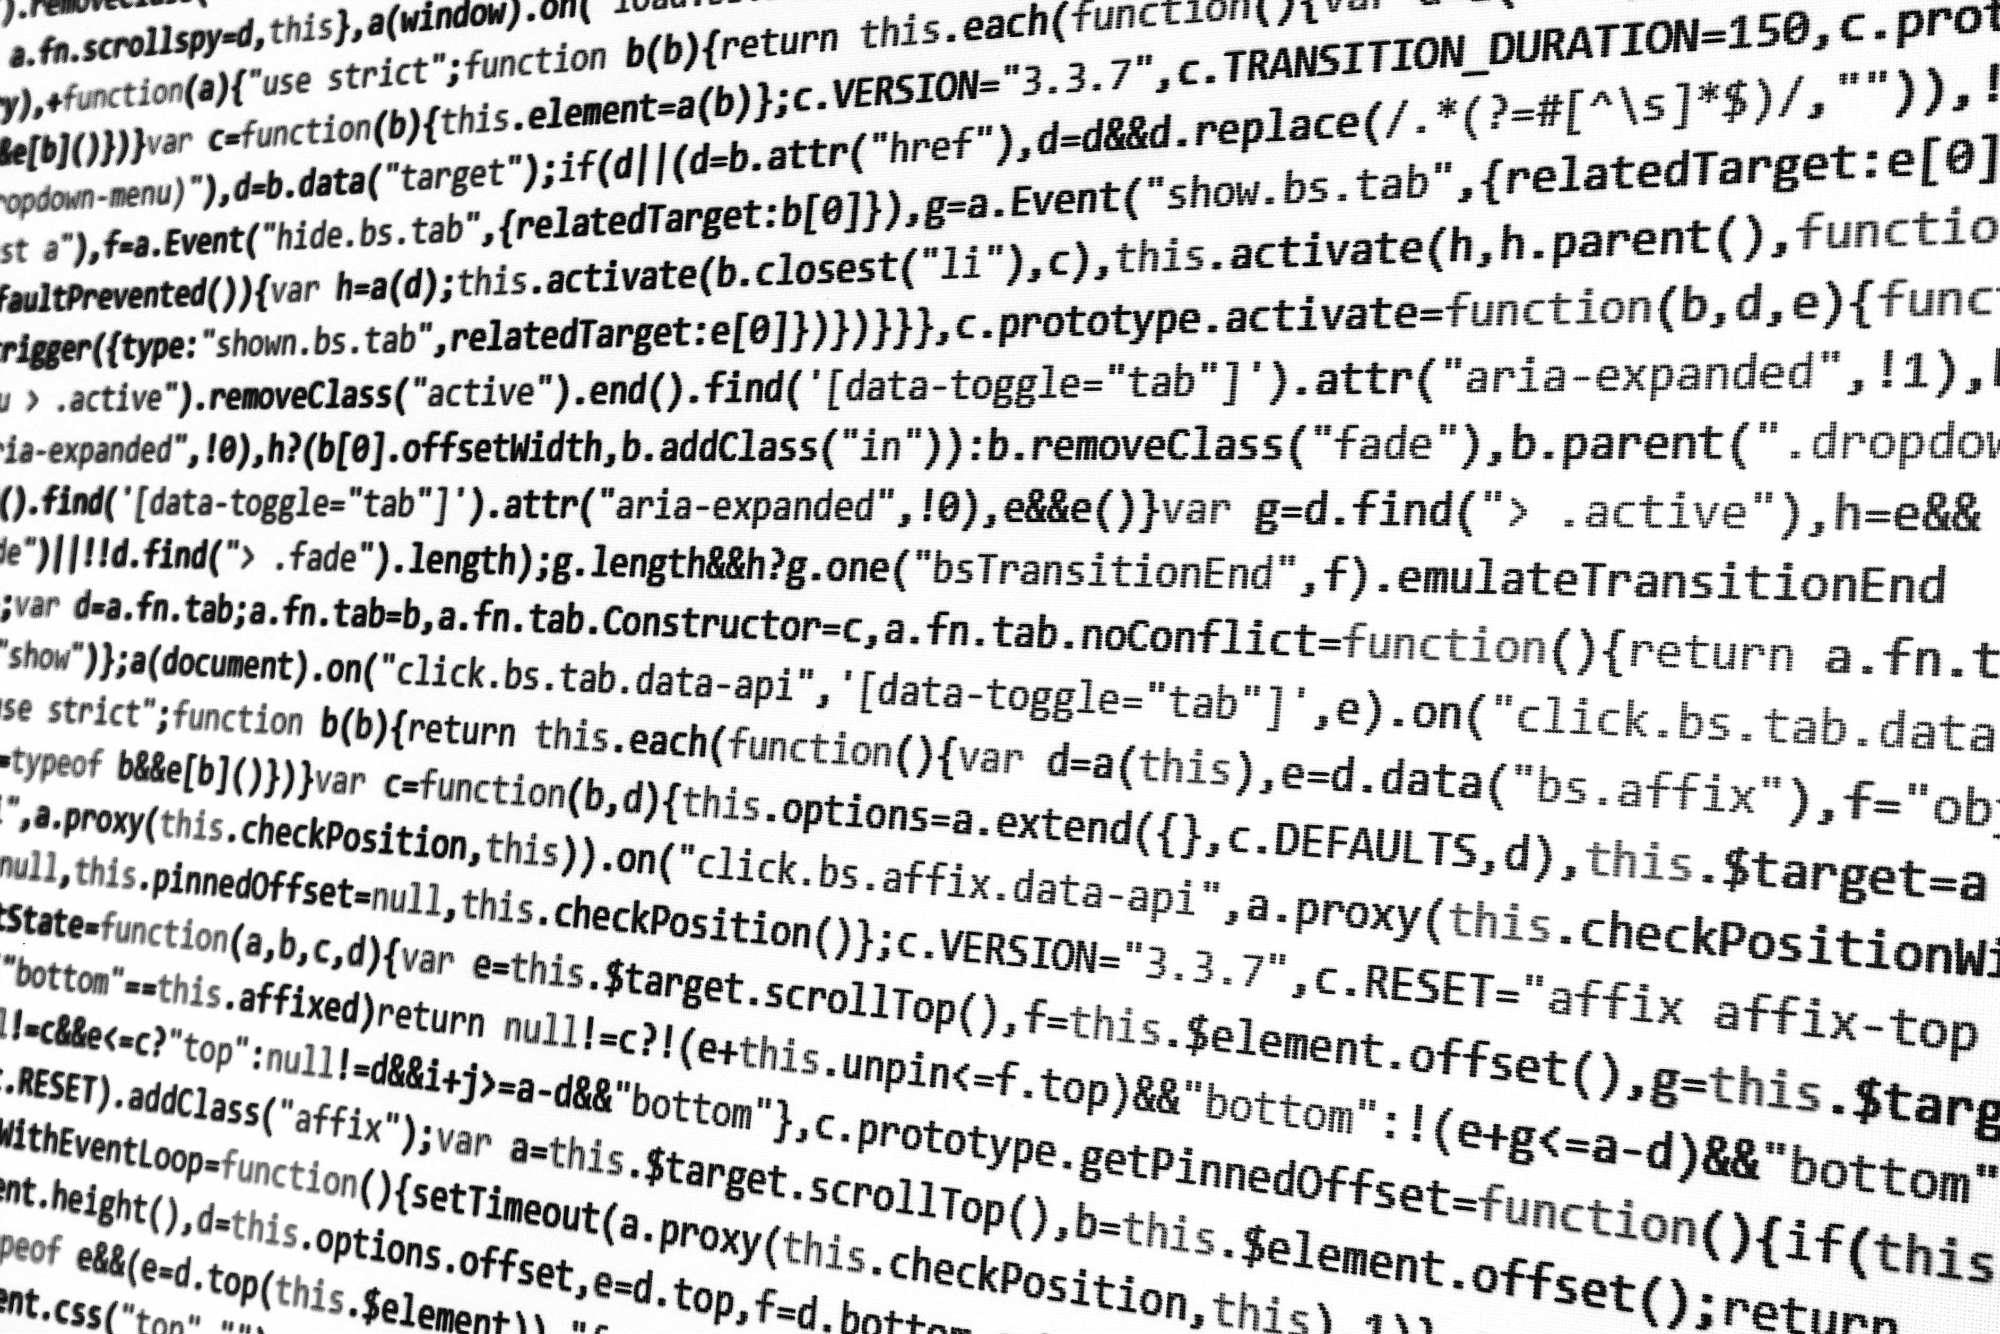 a.fn.scrollspy=d,this},a(window).on(
y),+function(a){"use strict";function b(b){return this.each(function(){var
&e[b]()})}var c=function(b){this.element=a(b)};c.VERSION="3.3.7",c.TRANSITION_DURATION=150,c.prot
opdown-menu)"),d=b.data("target");if(d||(d=b.attr("href"),d=d&&d.replace(/.*(?=#[^\s]*$)/,"")),!
st a"),f=a.Event("hide.bs.tab",{relatedTarget:b[0]}),g=a.Event("show.bs.tab",{relatedTarget:e[0]
faultPrevented()){var h=a(d);this.activate(b.closest("li"),c),this.activate(h,h.parent(),functio
rigger({type:"shown.bs.tab",relatedTarget:e[0]})})}}},c.prototype.activate=function(b,d,e){func
u > .active").removeClass("active").end().find('[data-toggle="tab"]').attr("aria-expanded",!1),
ria-expanded",!0),h?(b[0].offsetWidth,b.addClass("in")):b.removeClass("fade"),b.parent(".dropdow
().find('[data-toggle="tab"]').attr("aria-expanded",!0),e&&e()}var g=d.find("> .active"),h=e&&
de")||!!d.find("> .fade").length);g.length&&h?g.one("bsTransitionEnd",f).emulateTransitionEnd
;var d=a.fn.tab;a.fn.tab=b,a.fn.tab.Constructor=c,a.fn.tab.noConflict=function(){return a.fn.t
"show")};a(document).on("click.bs.tab.data-api",'[data-toggle="tab"]',e).on("click.bs.tab.data
use strict";function b(b){return this.each(function(){var d=a(this),e=d.data("bs.affix"),f="obj
=typeof b&&e[b]()})}var c=function(b,d){this.options=a.extend({},c.DEFAULTS,d),this.$target=a
i",a.proxy(this.checkPosition,this)).on("click.bs.affix.data-api",a.proxy(this.checkPositionWi
null,this.pinnedOffset=null,this.checkPosition()};c.VERSION="3.3.7",c.RESET="affix affix-top
tState=function(a,b,c,d){var e=this.$target.scrollTop(),f=this.$element.offset(),g=this.$targ
"bottom"==this.affixed)return null!=c?!(e+this.unpin<=f.top)&&"bottom":!(e+g<=a-d)&&"bottom"
l!=c&&e<=c?"top":null!=d&&i+j>=a-d&&"bottom"},c.prototype.getPinnedOffset=function(){if(this
.RESET).addClass("affix");var a=this.$target.scrollTop(),b=this.$element.offset();return
WithEventLoop=function(){setTimeout(a.proxy(this.checkPosition,this),1)}
ent.height(),d=this.options.offset,e=d.top,f=d.bottom
peof e&&(e=d.top(this.$element)),
ent.css("top","")